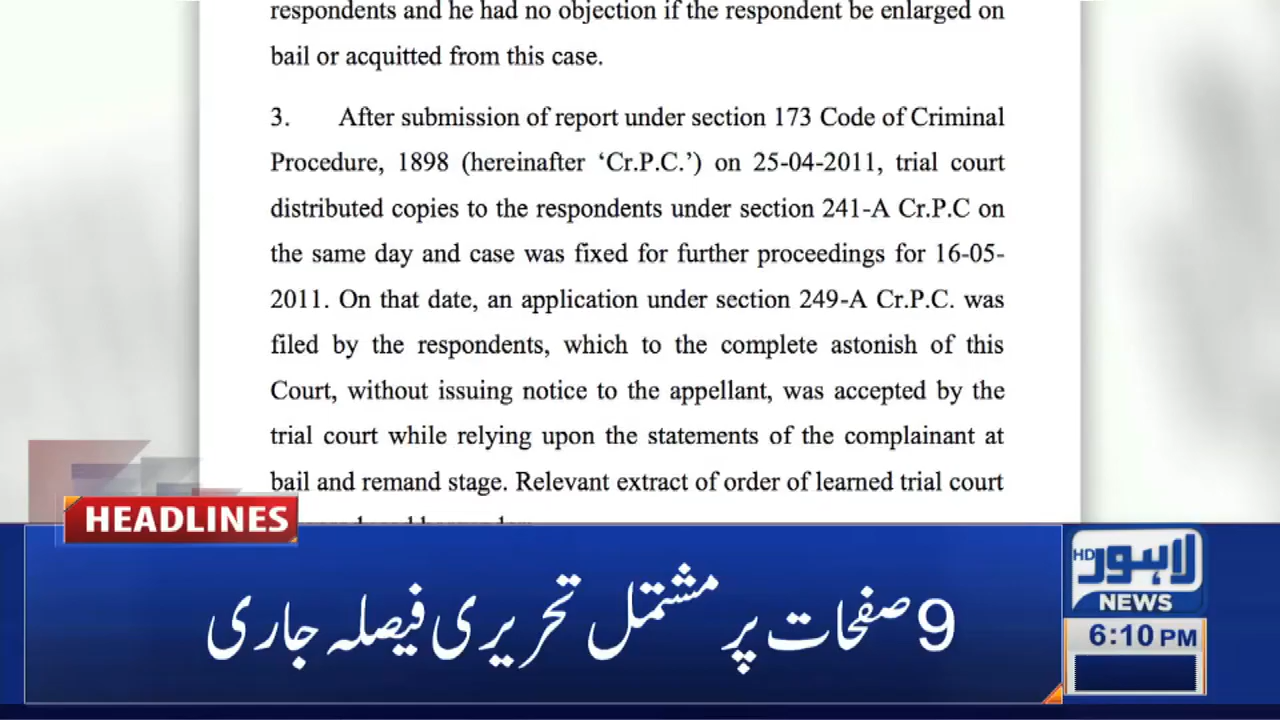 respondents and he had no objection if the respondent be enlarged on
bail or acquitted from this case.
3. After submission of report under section 173 Code of Criminal
Procedure, 1898 (hereinafter ‘Cr.P.C.’) on 25-04-2011, trial court
distributed copies to the respondents under section 241-A Cr.P.C on
the same day and case was fixed for further proceedings for 16-05-
2011. On that date, an application under section 249-A Cr.P.C. was
filed by the respondents, which to the complete astonish of this
Court, without issuing notice to the appellant, was accepted by the
trial court while relying upon the statements of the complainant at
bail and remand stage. Relevant extract of order of learned trial court
HEADLINES
9 صفحات پر مشتمل تحریری فیصلہ جاری
HD لاہور
NEWS
6:10 PM